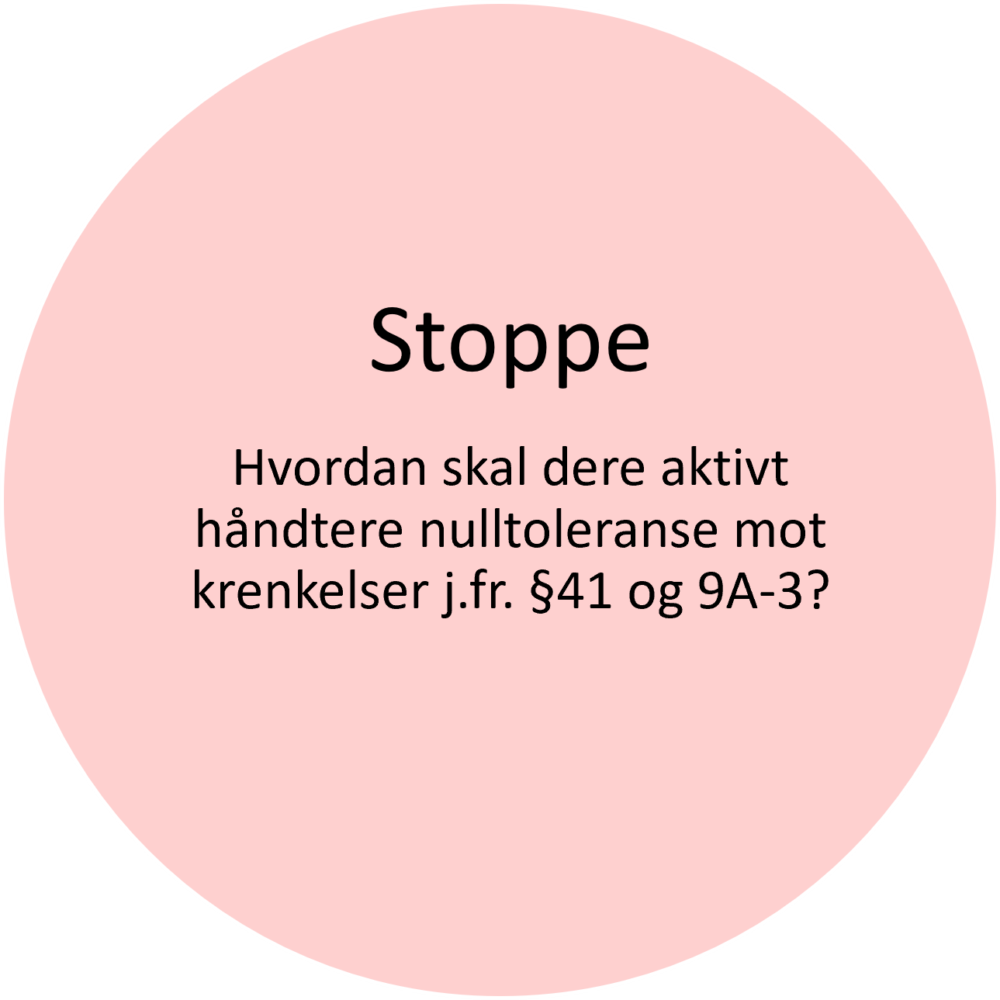 Stoppe
Hvordan skal dere aktivt
håndtere nulltoleranse mot
krenkelser j.fr. §41 og 9A-3?